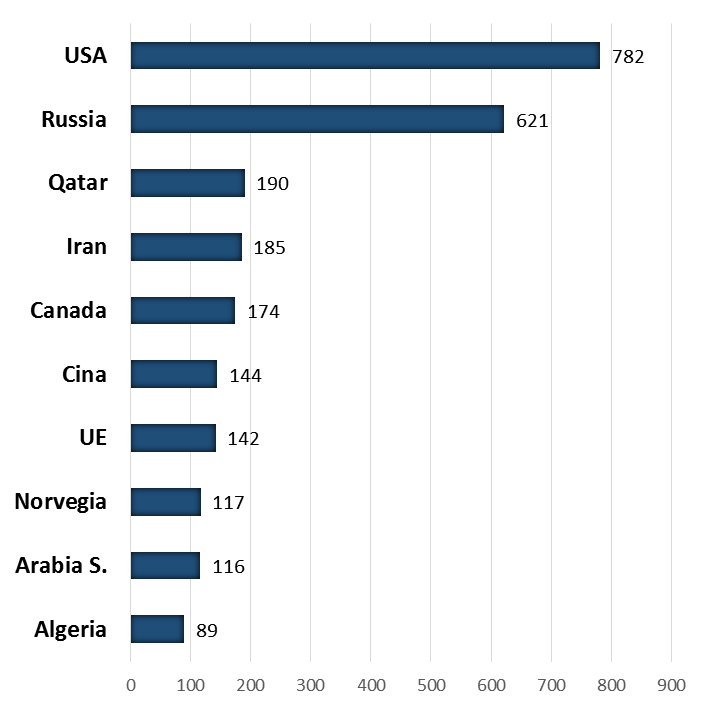 USA 782
Russia 621
Qatar 190
Iran 185
Canada 174
Cina 144
UE 142
Norvegia 117
Arabia S. 116
Algeria 89
0 100 200 300 400 500 600 700 800 900